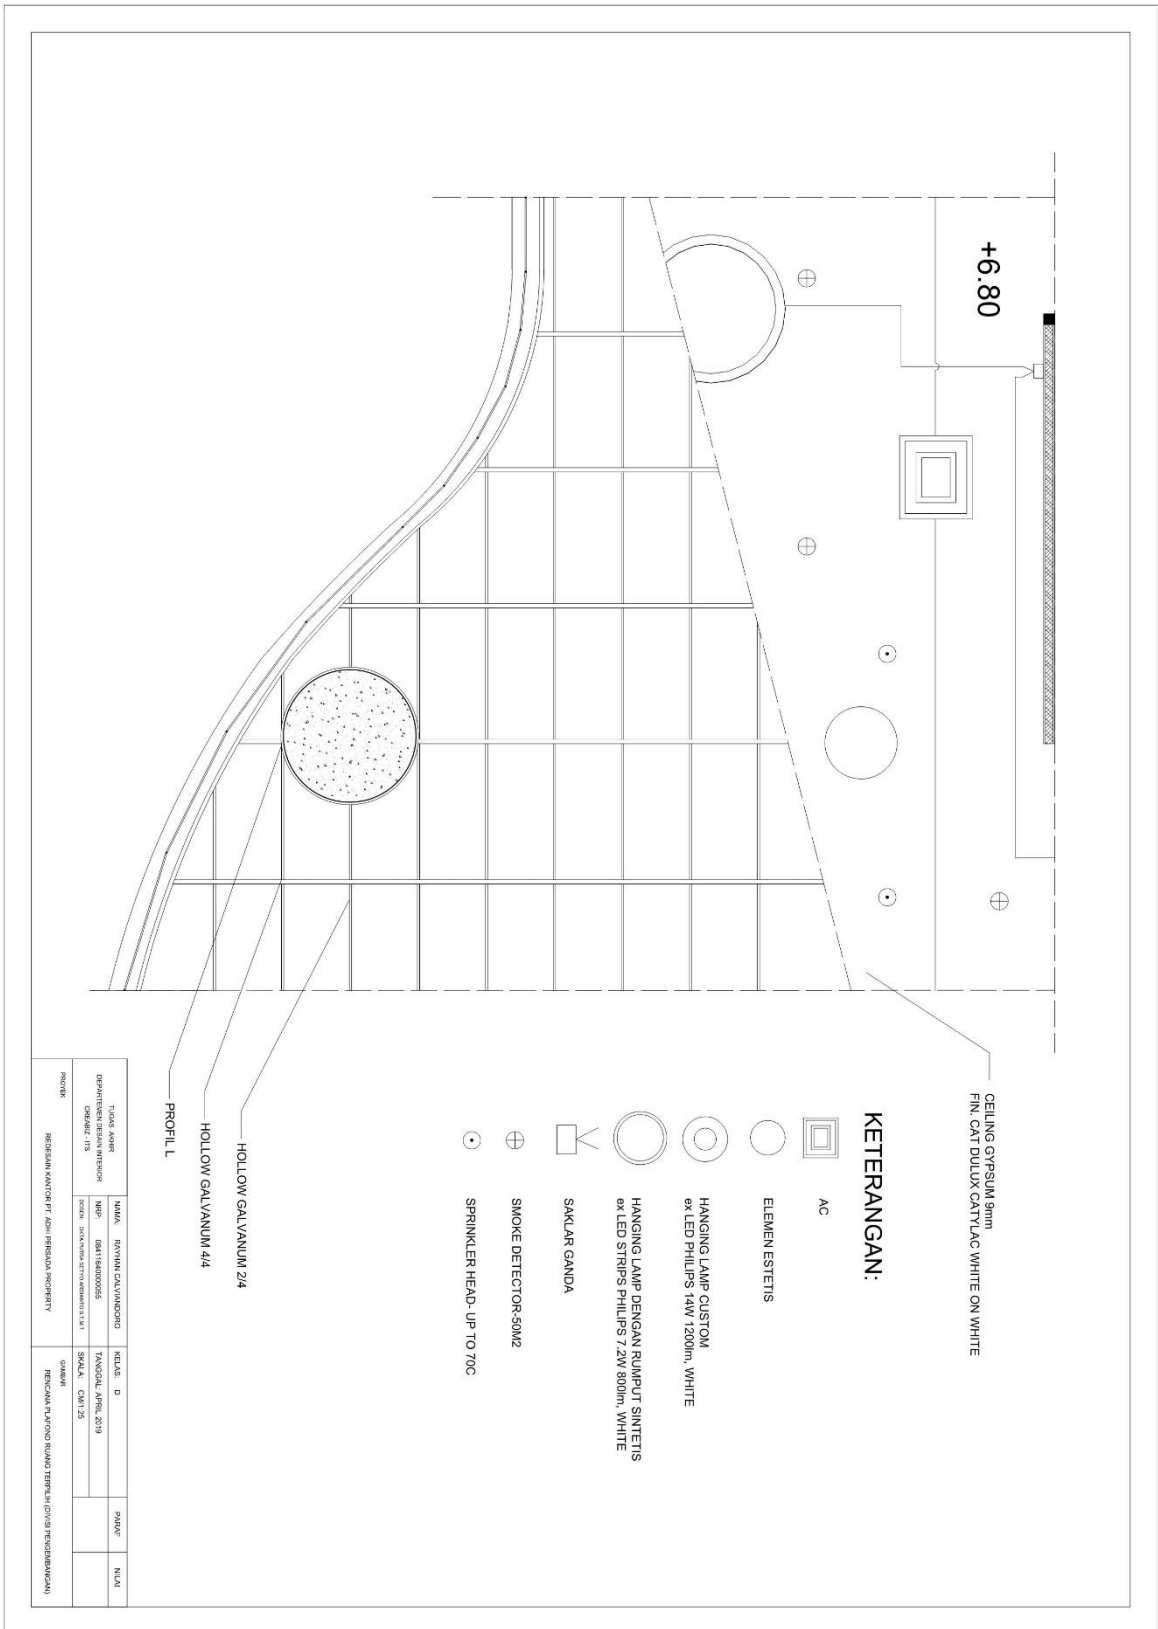 +6.80
CEILING GYPSUM 9mm
FIN. CAT DULUX CATYLAC WHITE ON WHITE
KETERANGAN:
AC
ELEMEN ESTETIS
HANGING LAMP CUSTOM
ex LED PHILIPS 14W 1200lm, WHITE
HANGING LAMP DENGAN RUMPUT SINTETIS
ex LED STRIPS PHILIPS 7.2W 800lm, WHITE
SAKLAR GANDA
SMOKE DETECTOR-50M2
SPRINKLER HEAD- UP TO 70C
HOLLOW GALVANUM 2/4
HOLLOW GALVANUM 4/4
PROFIL L
TUGAS AKHIR
DEPARTEMEN DESAIN INTERIOR
CREABIZ - ITS
NAMA: RAYHAN CALVIANDORO
NRP: 08411640000055
KELAS: D
TANGGAL: APRIL 2019
SKALA: CM/1:25
PARAF
NILAI
PROYEK
REDESAIN KANTOR PT. ADHI PERSADA PROPERTY
GAMBAR
RENCANA PLAFOND RUANG TERPILIH (DIVISI PENGEMBANGAN)